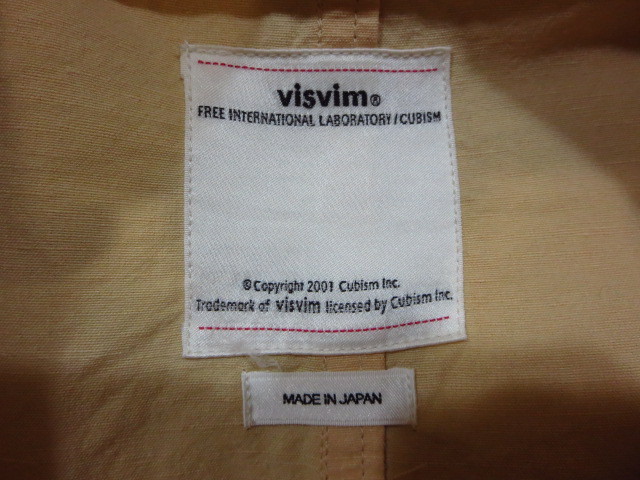 visvim®
FREE INTERNATIONAL LABORATORY / CUBISM
© Copyright 2001 Cubism Inc.
Trademark of visvim licensed by Cubism Inc.
MADE IN JAPAN